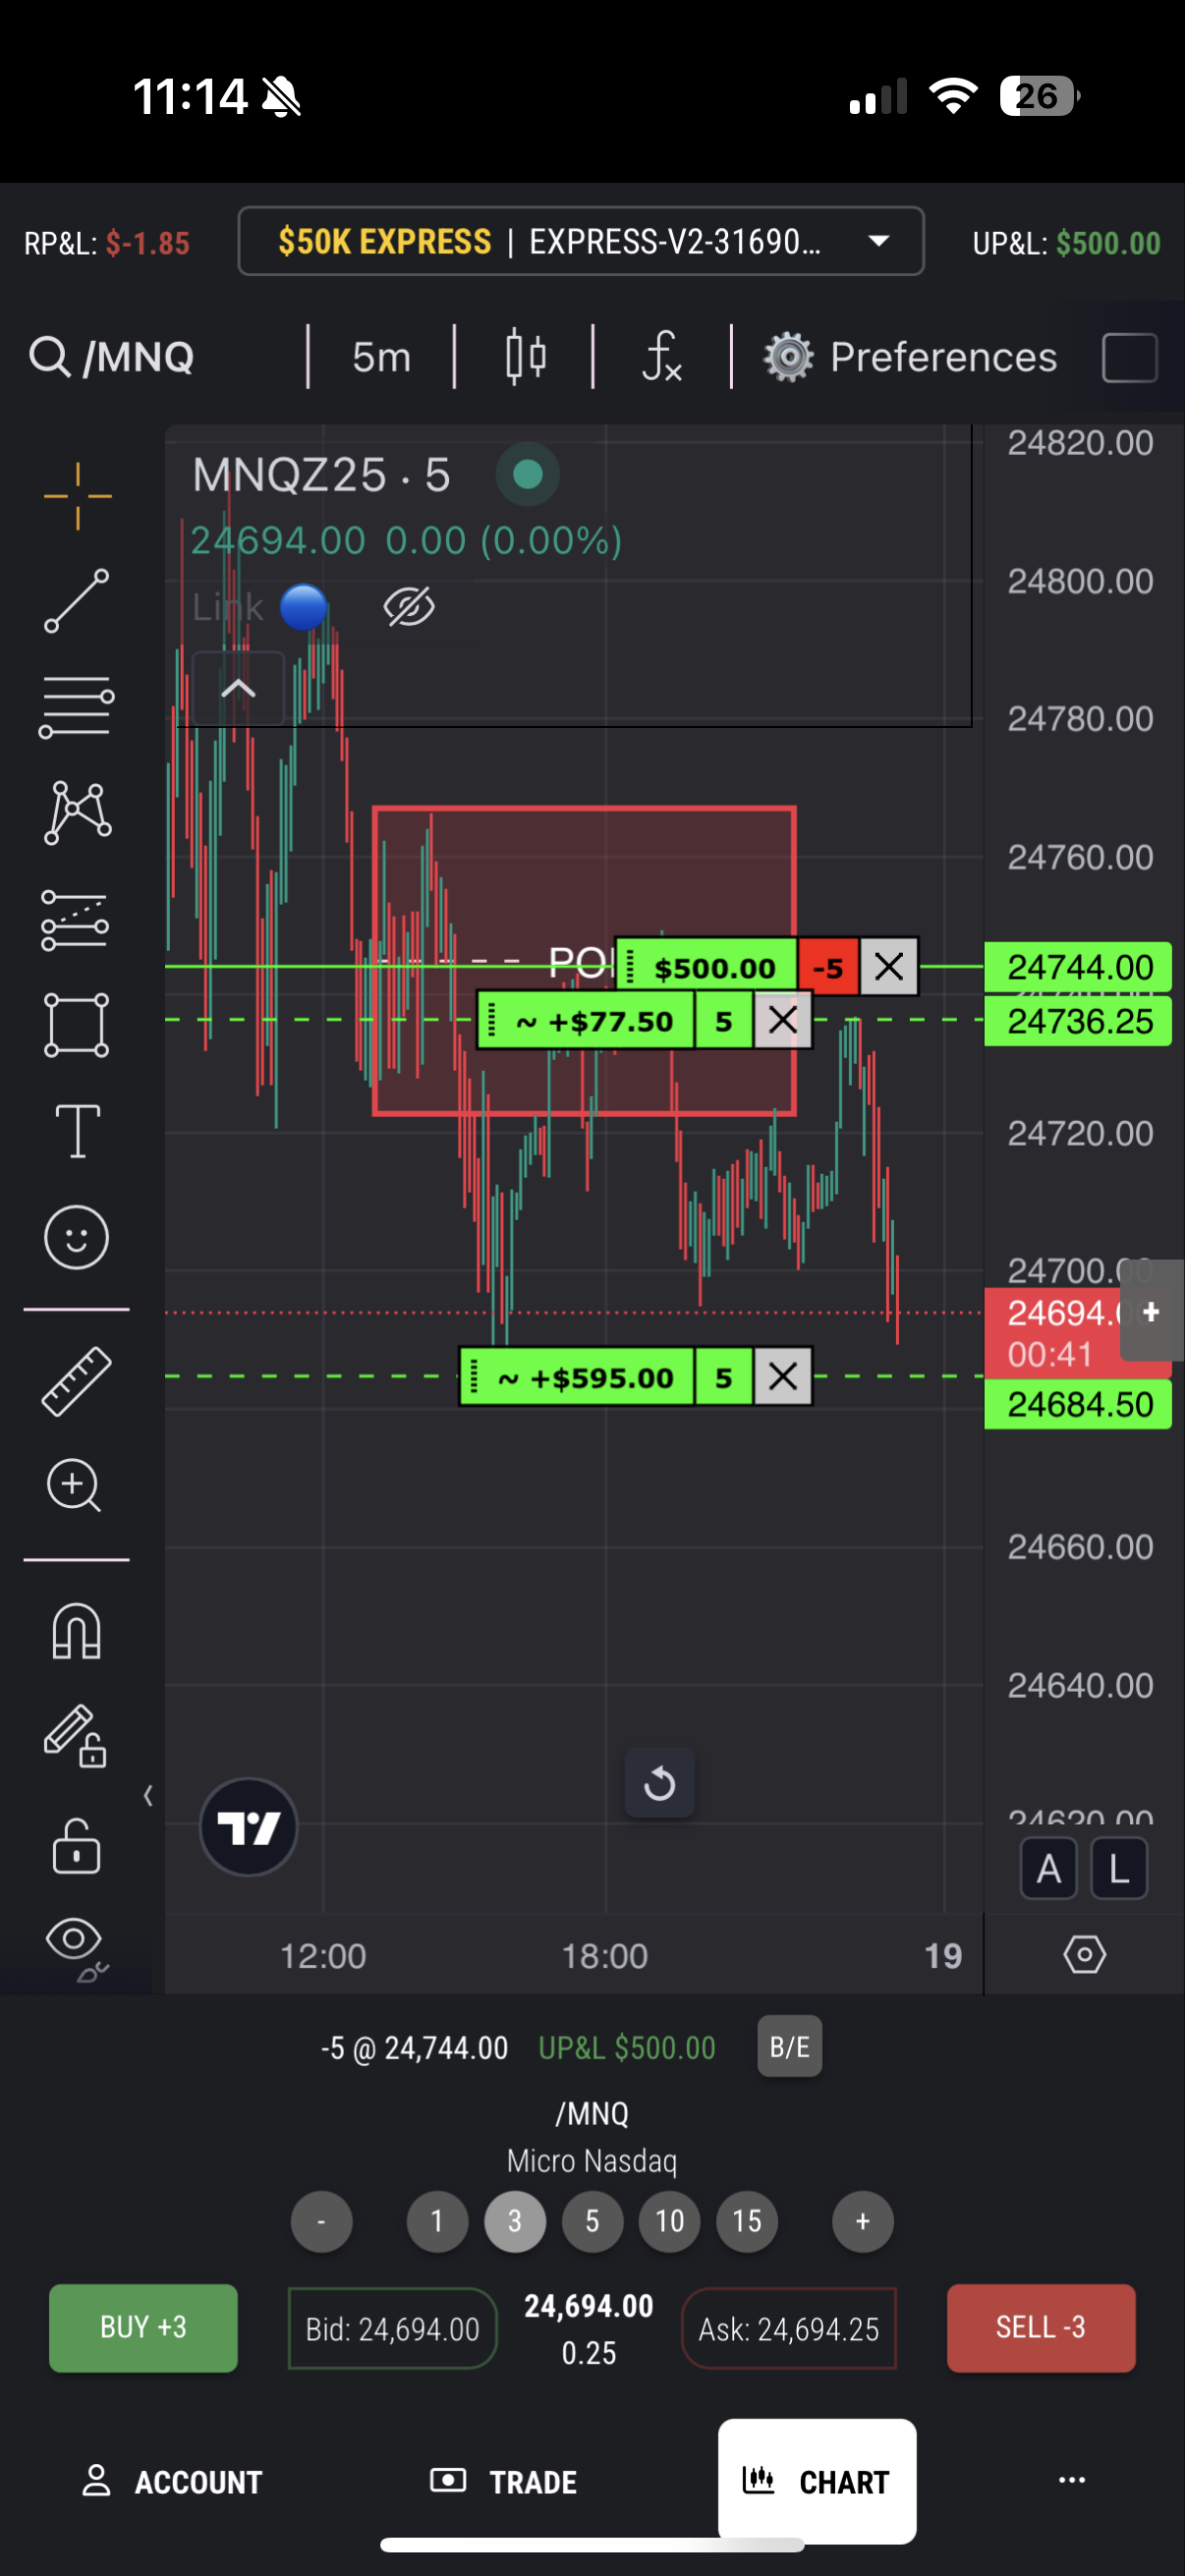 11:14
26
RP&L: $-1.85
$50K EXPRESS | EXPRESS-V2-31690...
UP&L: $500.00
/MNQ
5m
Preferences
MNQZ25 · 5
24694.00 0.00 (0.00%)
Link
24820.00
24800.00
24780.00
24760.00
$500.00 -5
24744.00
~ +$77.50 5
24736.25
24720.00
24700.00
24694.0
+
00:41
~ +$595.00 5
24684.50
24660.00
24640.00
24620.00
A L
12:00 18:00 19
-5 @ 24,744.00 UP&L $500.00 B/E
/MNQ
Micro Nasdaq
- 1 3 5 10 15 +
BUY +3
Bid: 24,694.00
24,694.00
0.25
Ask: 24,694.25
SELL -3
ACCOUNT TRADE CHART ...